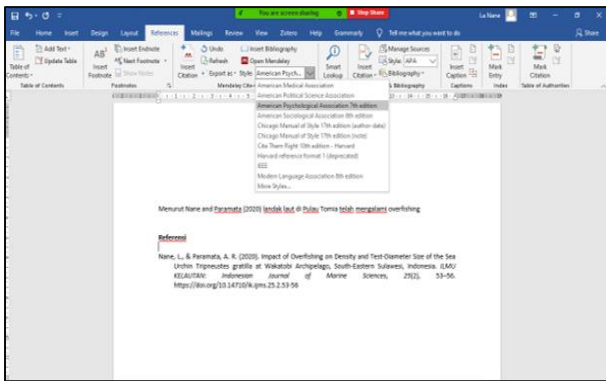 You are screen sharing Stop Share
La Nane
File Home Insert Design Layout References Mailings Review View Zotero Help Grammarly Tell me what you want to do Share
Table of Contents
Add Text
Update Table
Table of Contents
Insert Footnote
Insert Endnote
Next Footnote
Show Notes
Footnotes
Insert Citation
Undo
Refresh
Export as
Insert Bibliography
Open Mendeley
Style: American Psych...
Mendeley Cite
Smart Lookup
Insert Citation
Manage Sources
Style: APA
Bibliography
& Bibliography
Insert Caption
Captions
Mark Entry
Index
Mark Citation
Table of Authorities
American Medical Association
American Political Science Association
American Psychological Association 7th edition
American Sociological Association 6th edition
Chicago Manual of Style 17th edition (author-date)
Chicago Manual of Style 17th edition (note)
Cite Them Right 10th edition - Harvard
Harvard reference format 1 (deprecated)
IEEE
Modern Language Association 8th edition
More Styles...
Menurut Nane and Paramata (2020) landak laut di Pulau Tomia telah mengalami overfishing
Referensi
Nane, L., & Paramata, A. R. (2020). Impact of Overfishing on Density and Test-Diameter Size of the Sea
Urchin Tripneustes gratilla at Wakatobi Archipelago, South-Eastern Sulawesi, Indonesia. ILMU
KELAUTAN: Indonesian Journal of Marine Sciences, 25(2), 53–56.
https://doi.org/10.14710/ik.ijms.25.2.53-56